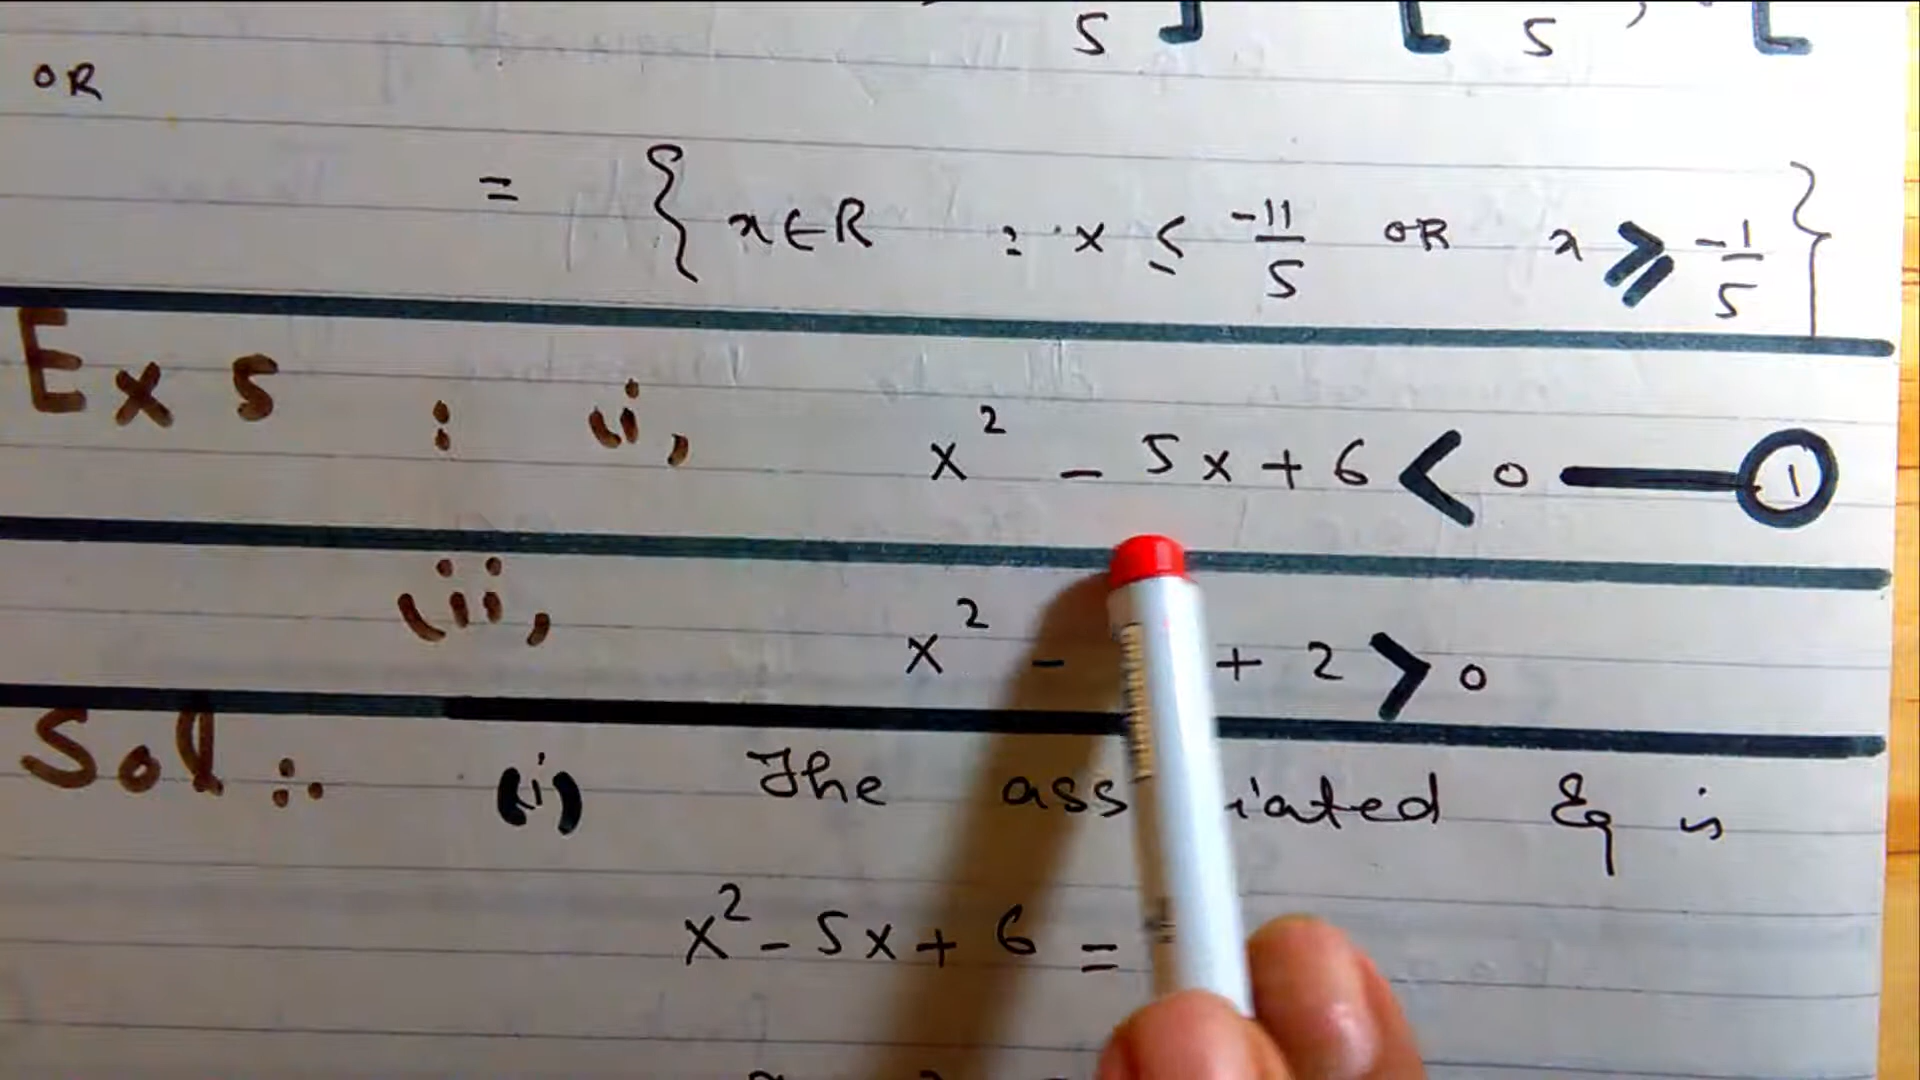 5 ] [ 5 , [
OR
= { x ∈ R : x ≤ -11/5 OR x ⩾ -1/5 }
Ex 5 : (i, x² - 5x + 6 < 0 — 1
(ii, x² - + 2 > 0
Sol :. (i) The ass iated Eq is
x² - 5x + 6 =